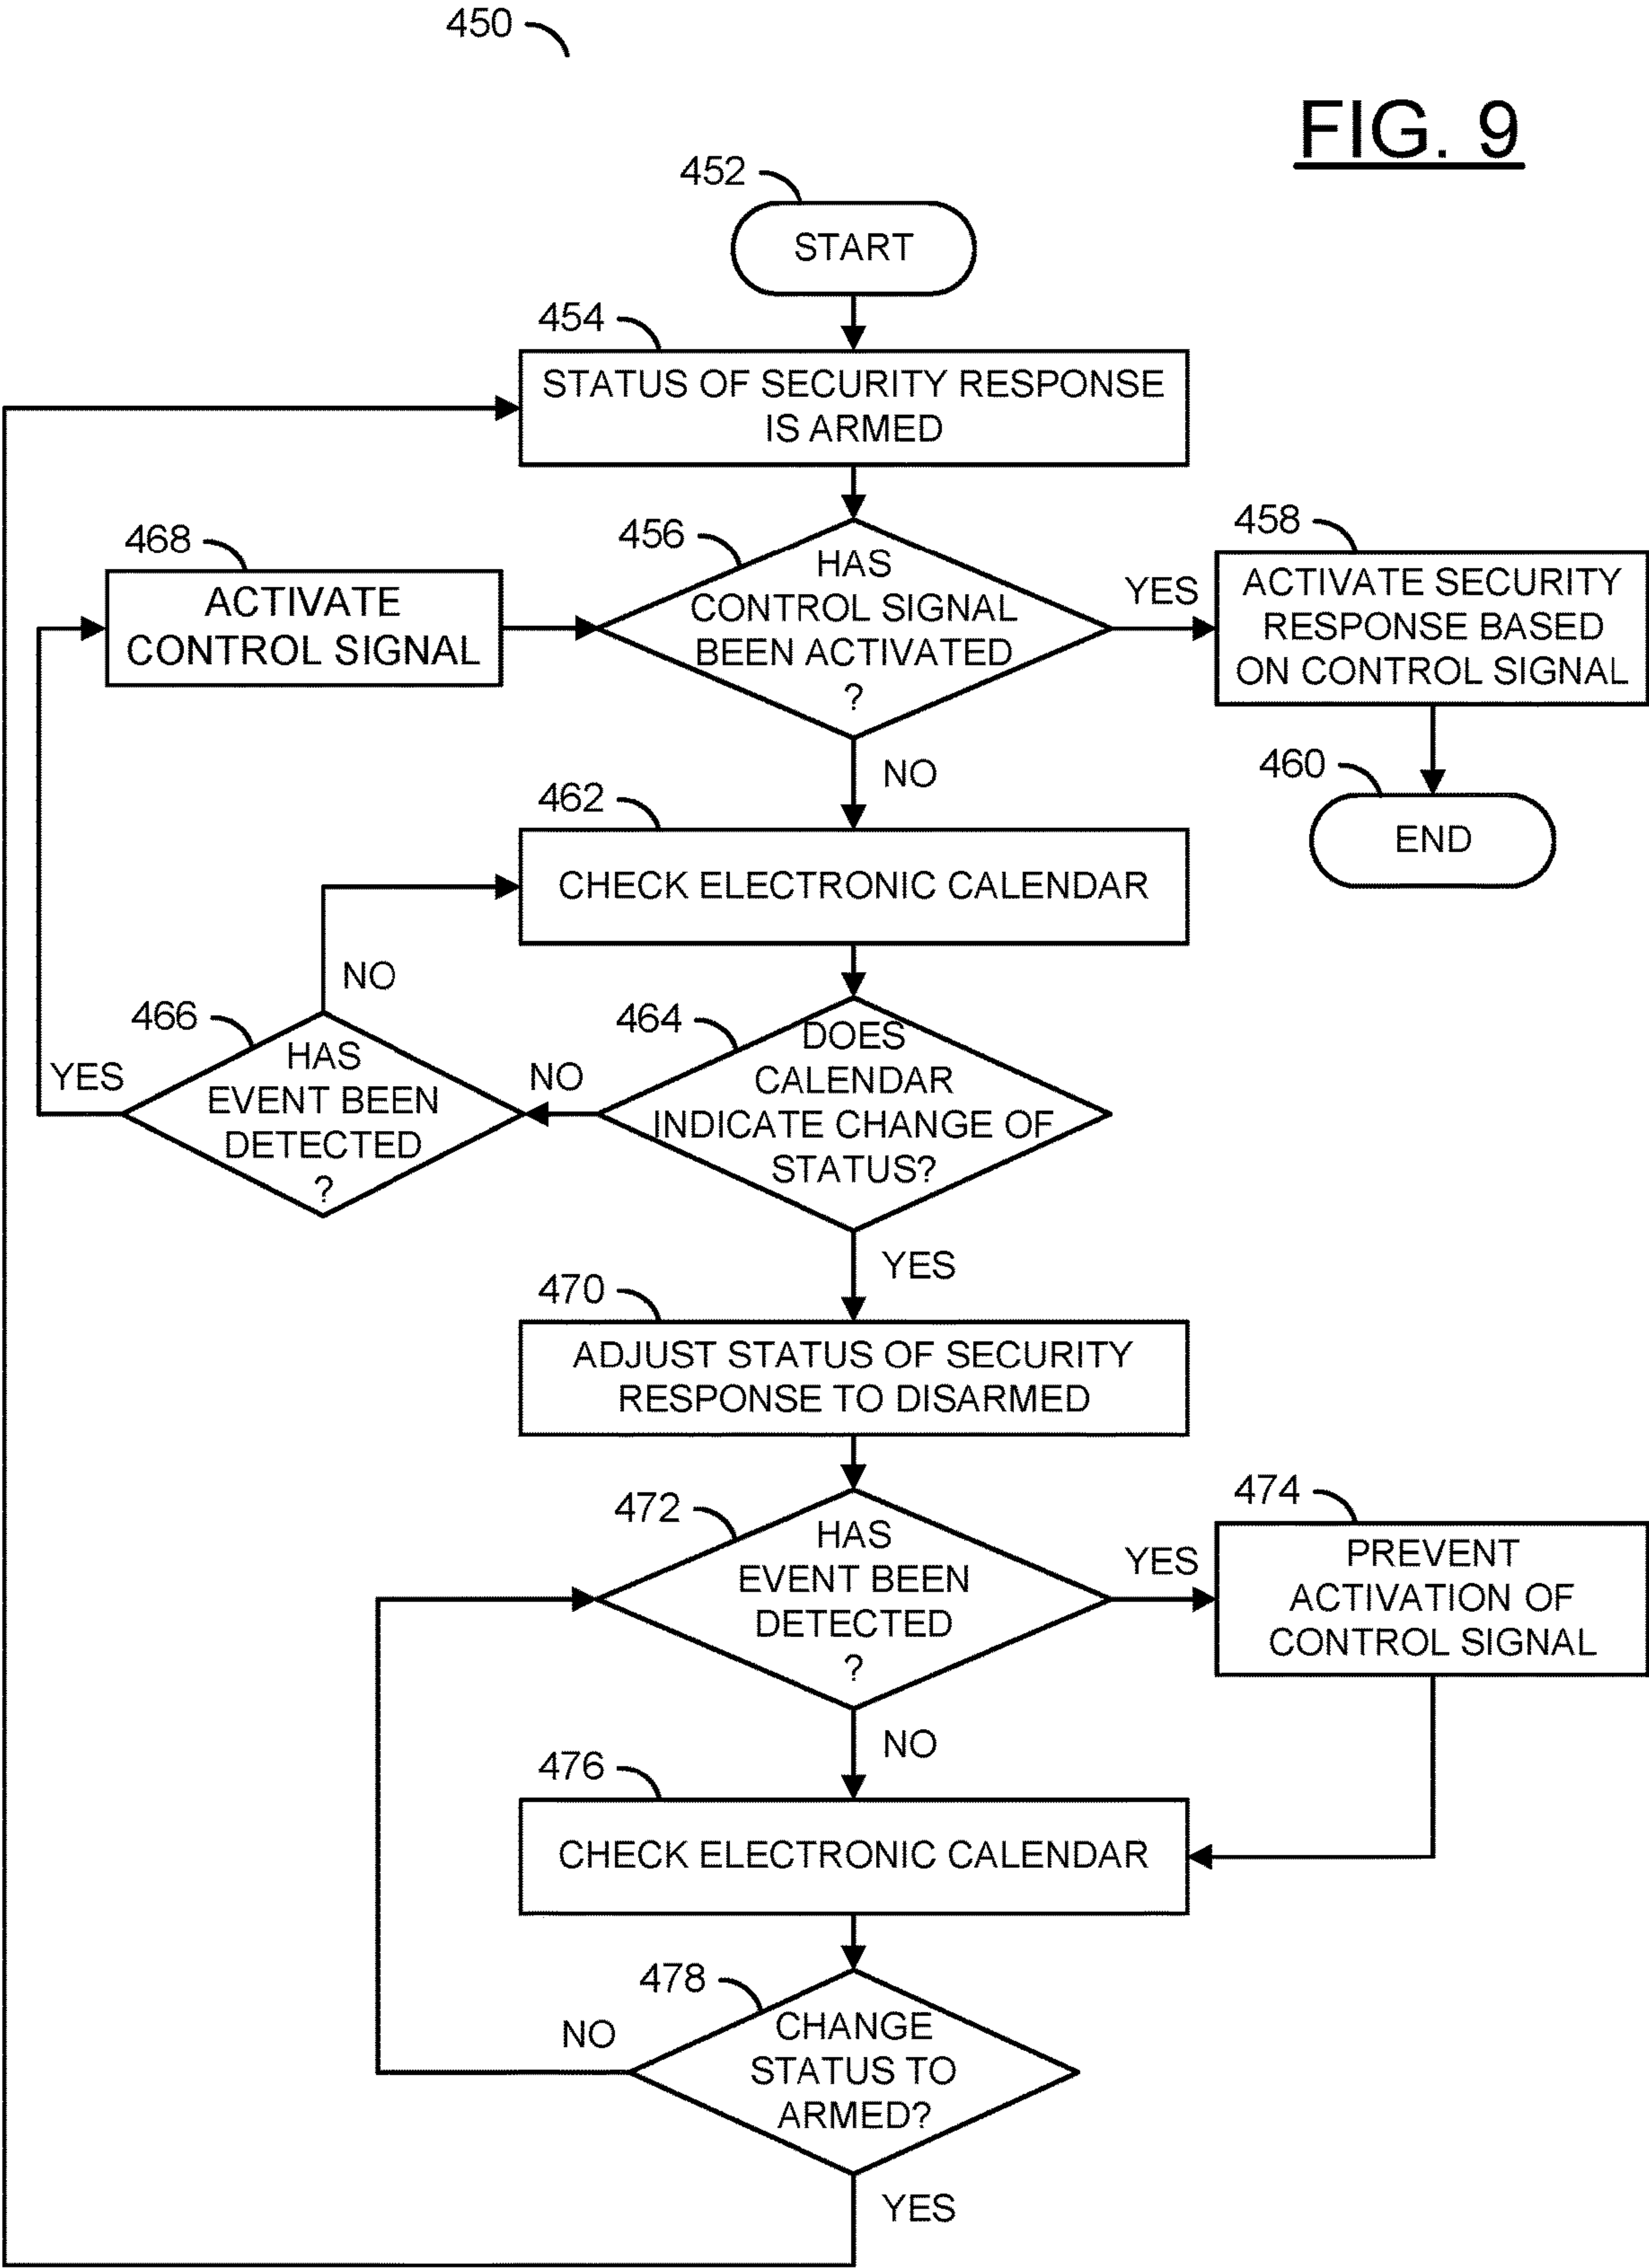 450
FIG. 9
452
START
454
STATUS OF SECURITY RESPONSE
IS ARMED
468
ACTIVATE
CONTROL SIGNAL
456
HAS
CONTROL SIGNAL
BEEN ACTIVATED
?
YES
458
ACTIVATE SECURITY
RESPONSE BASED
ON CONTROL SIGNAL
NO
460
END
462
CHECK ELECTRONIC CALENDAR
NO
466
HAS
EVENT BEEN
DETECTED
?
YES
NO
464
DOES
CALENDAR
INDICATE CHANGE OF
STATUS?
YES
470
ADJUST STATUS OF SECURITY
RESPONSE TO DISARMED
472
HAS
EVENT BEEN
DETECTED
?
YES
474
PREVENT
ACTIVATION OF
CONTROL SIGNAL
NO
476
CHECK ELECTRONIC CALENDAR
478
CHANGE
STATUS TO
ARMED?
NO
YES